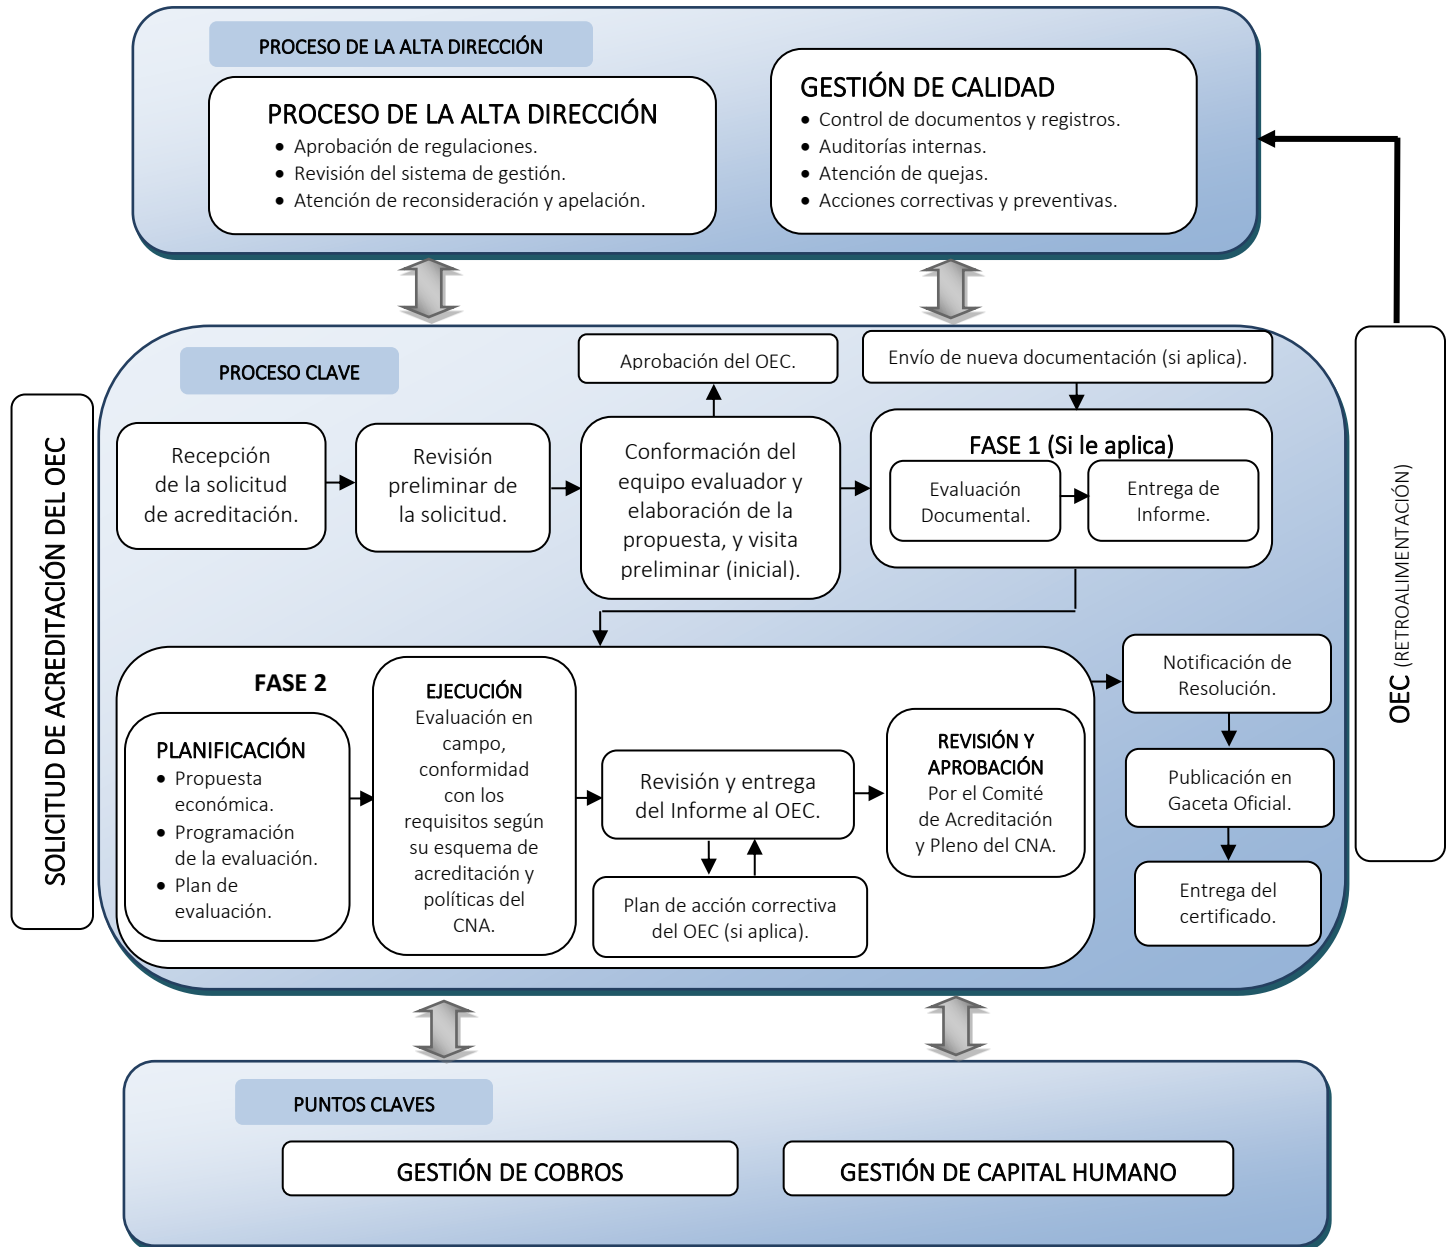 PROCESO DE LA ALTA DIRECCIÓN
PROCESO DE LA ALTA DIRECCIÓN
• Aprobación de regulaciones.
• Revisión del sistema de gestión.
• Atención de reconsideración y apelación.
GESTIÓN DE CALIDAD
• Control de documentos y registros.
• Auditorías internas.
• Atención de quejas.
• Acciones correctivas y preventivas.
SOLICITUD DE ACREDITACIÓN DEL OEC
PROCESO CLAVE
Aprobación del OEC.
Envío de nueva documentación (si aplica).
Recepción
de la solicitud
de acreditación.
Revisión
preliminar de
la solicitud.
Conformación del
equipo evaluador y
elaboración de la
propuesta, y visita
preliminar (inicial).
FASE 1 (Si le aplica)
Evaluación
Documental.
Entrega de
Informe.
FASE 2
PLANIFICACIÓN
• Propuesta
económica.
• Programación
de la evaluación.
• Plan de
evaluación.
EJECUCIÓN
Evaluación en
campo,
conformidad
con los
requisitos según
su esquema de
acreditación y
políticas del
CNA.
Revisión y entrega
del Informe al OEC.
Plan de acción correctiva
del OEC (si aplica).
REVISIÓN Y
APROBACIÓN
Por el Comité
de Acreditación
y Pleno del CNA.
Notificación de
Resolución.
Publicación en
Gaceta Oficial.
Entrega del
certificado.
OEC (RETROALIMENTACIÓN)
PUNTOS CLAVES
GESTIÓN DE COBROS
GESTIÓN DE CAPITAL HUMANO